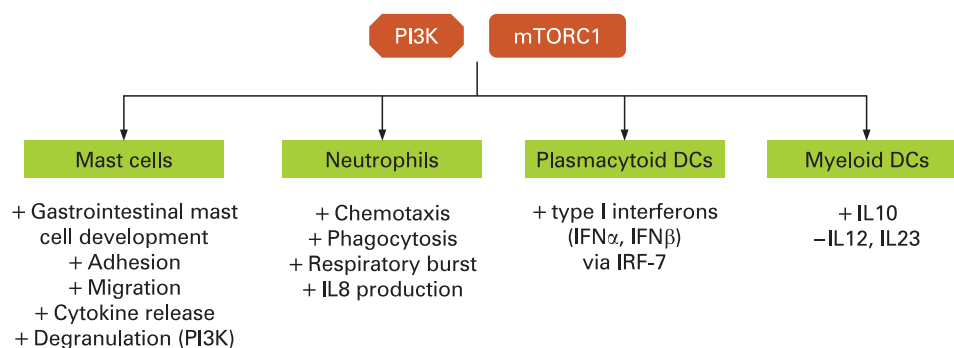 PI3K
mTORC1
Mast cells
+ Gastrointestinal mast
cell development
+ Adhesion
+ Migration
+ Cytokine release
+ Degranulation (PI3K)
Neutrophils
+ Chemotaxis
+ Phagocytosis
+ Respiratory burst
+ IL8 production
Plasmacytoid DCs
+ type I interferons
(IFNα, IFNβ)
via IRF-7
Myeloid DCs
+ IL10
–IL12, IL23